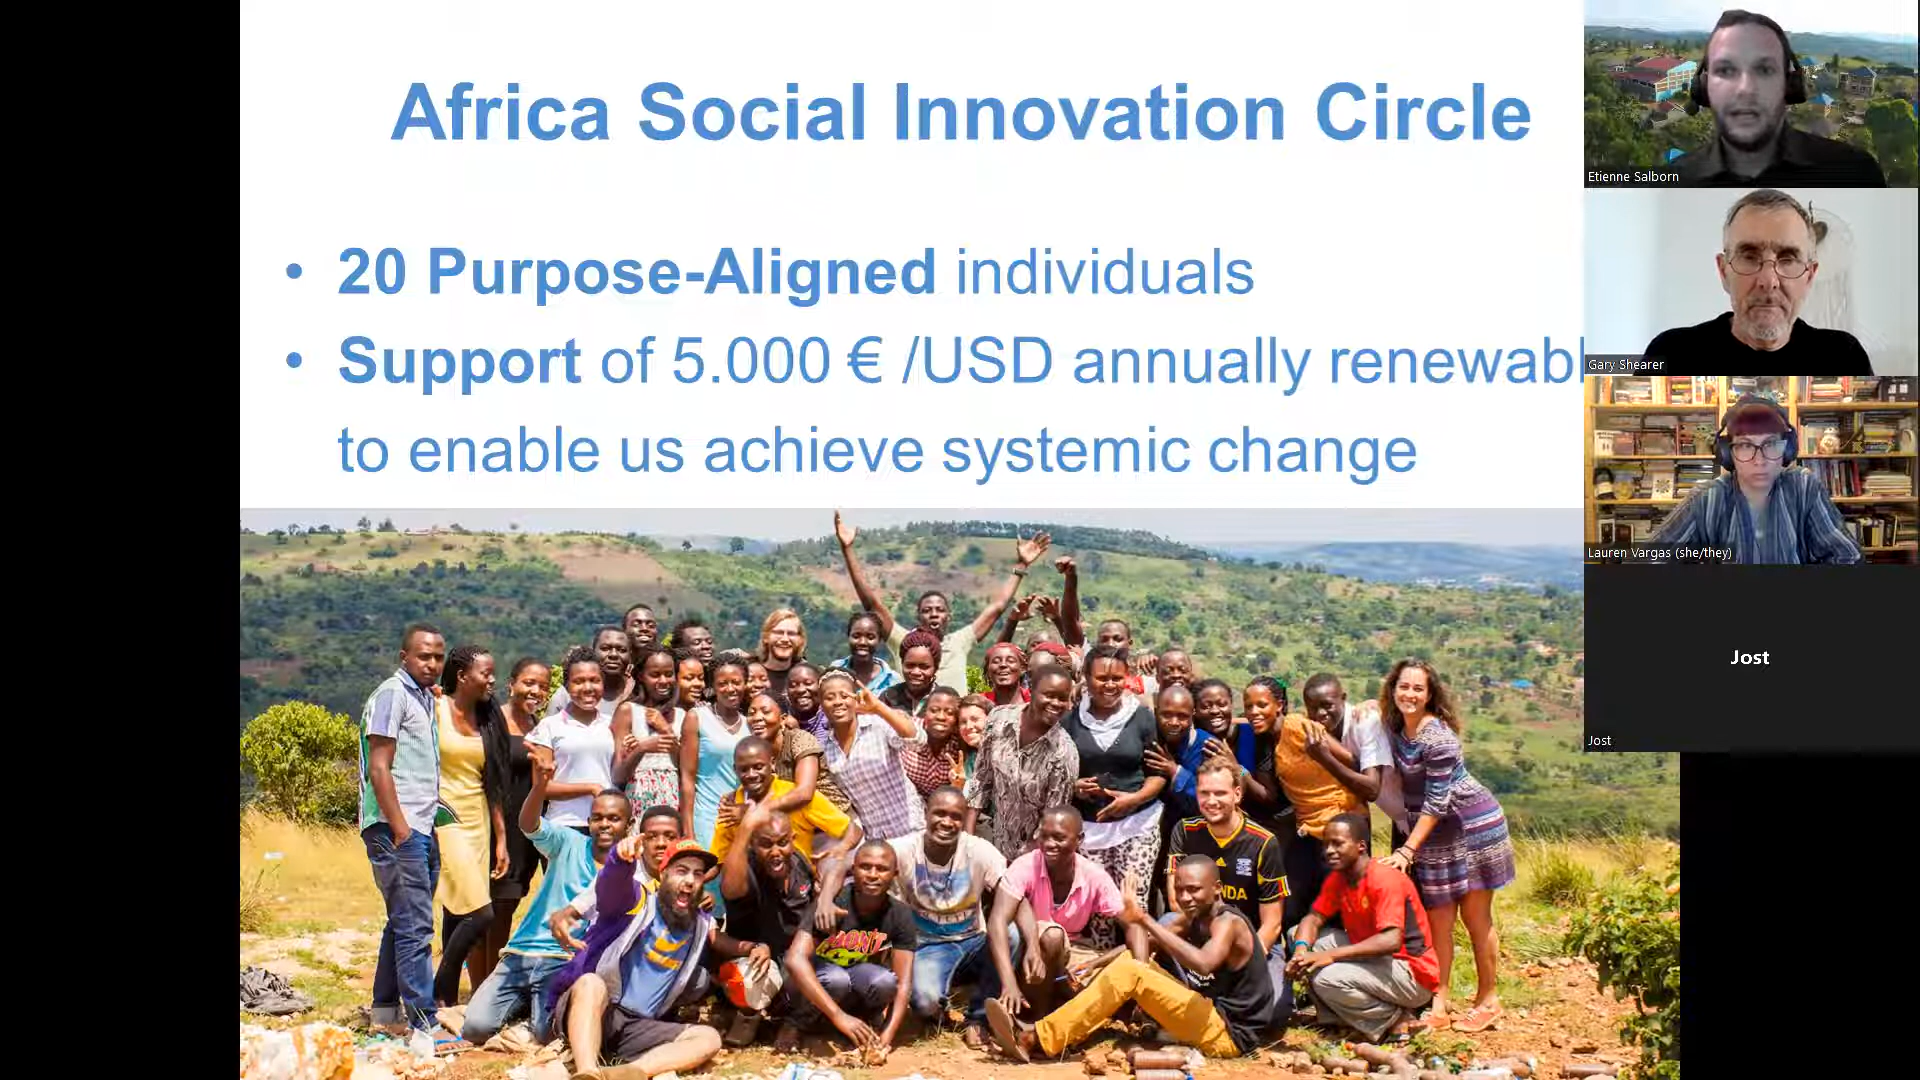 Africa Social Innovation Circle
• 20 Purpose-Aligned individuals
• Support of 5.000 € /USD annually renewabl
to enable us achieve systemic change
Etienne Salborn
Gary Shearer
Lauren Vargas (she/they)
Jost
Jost
NDA